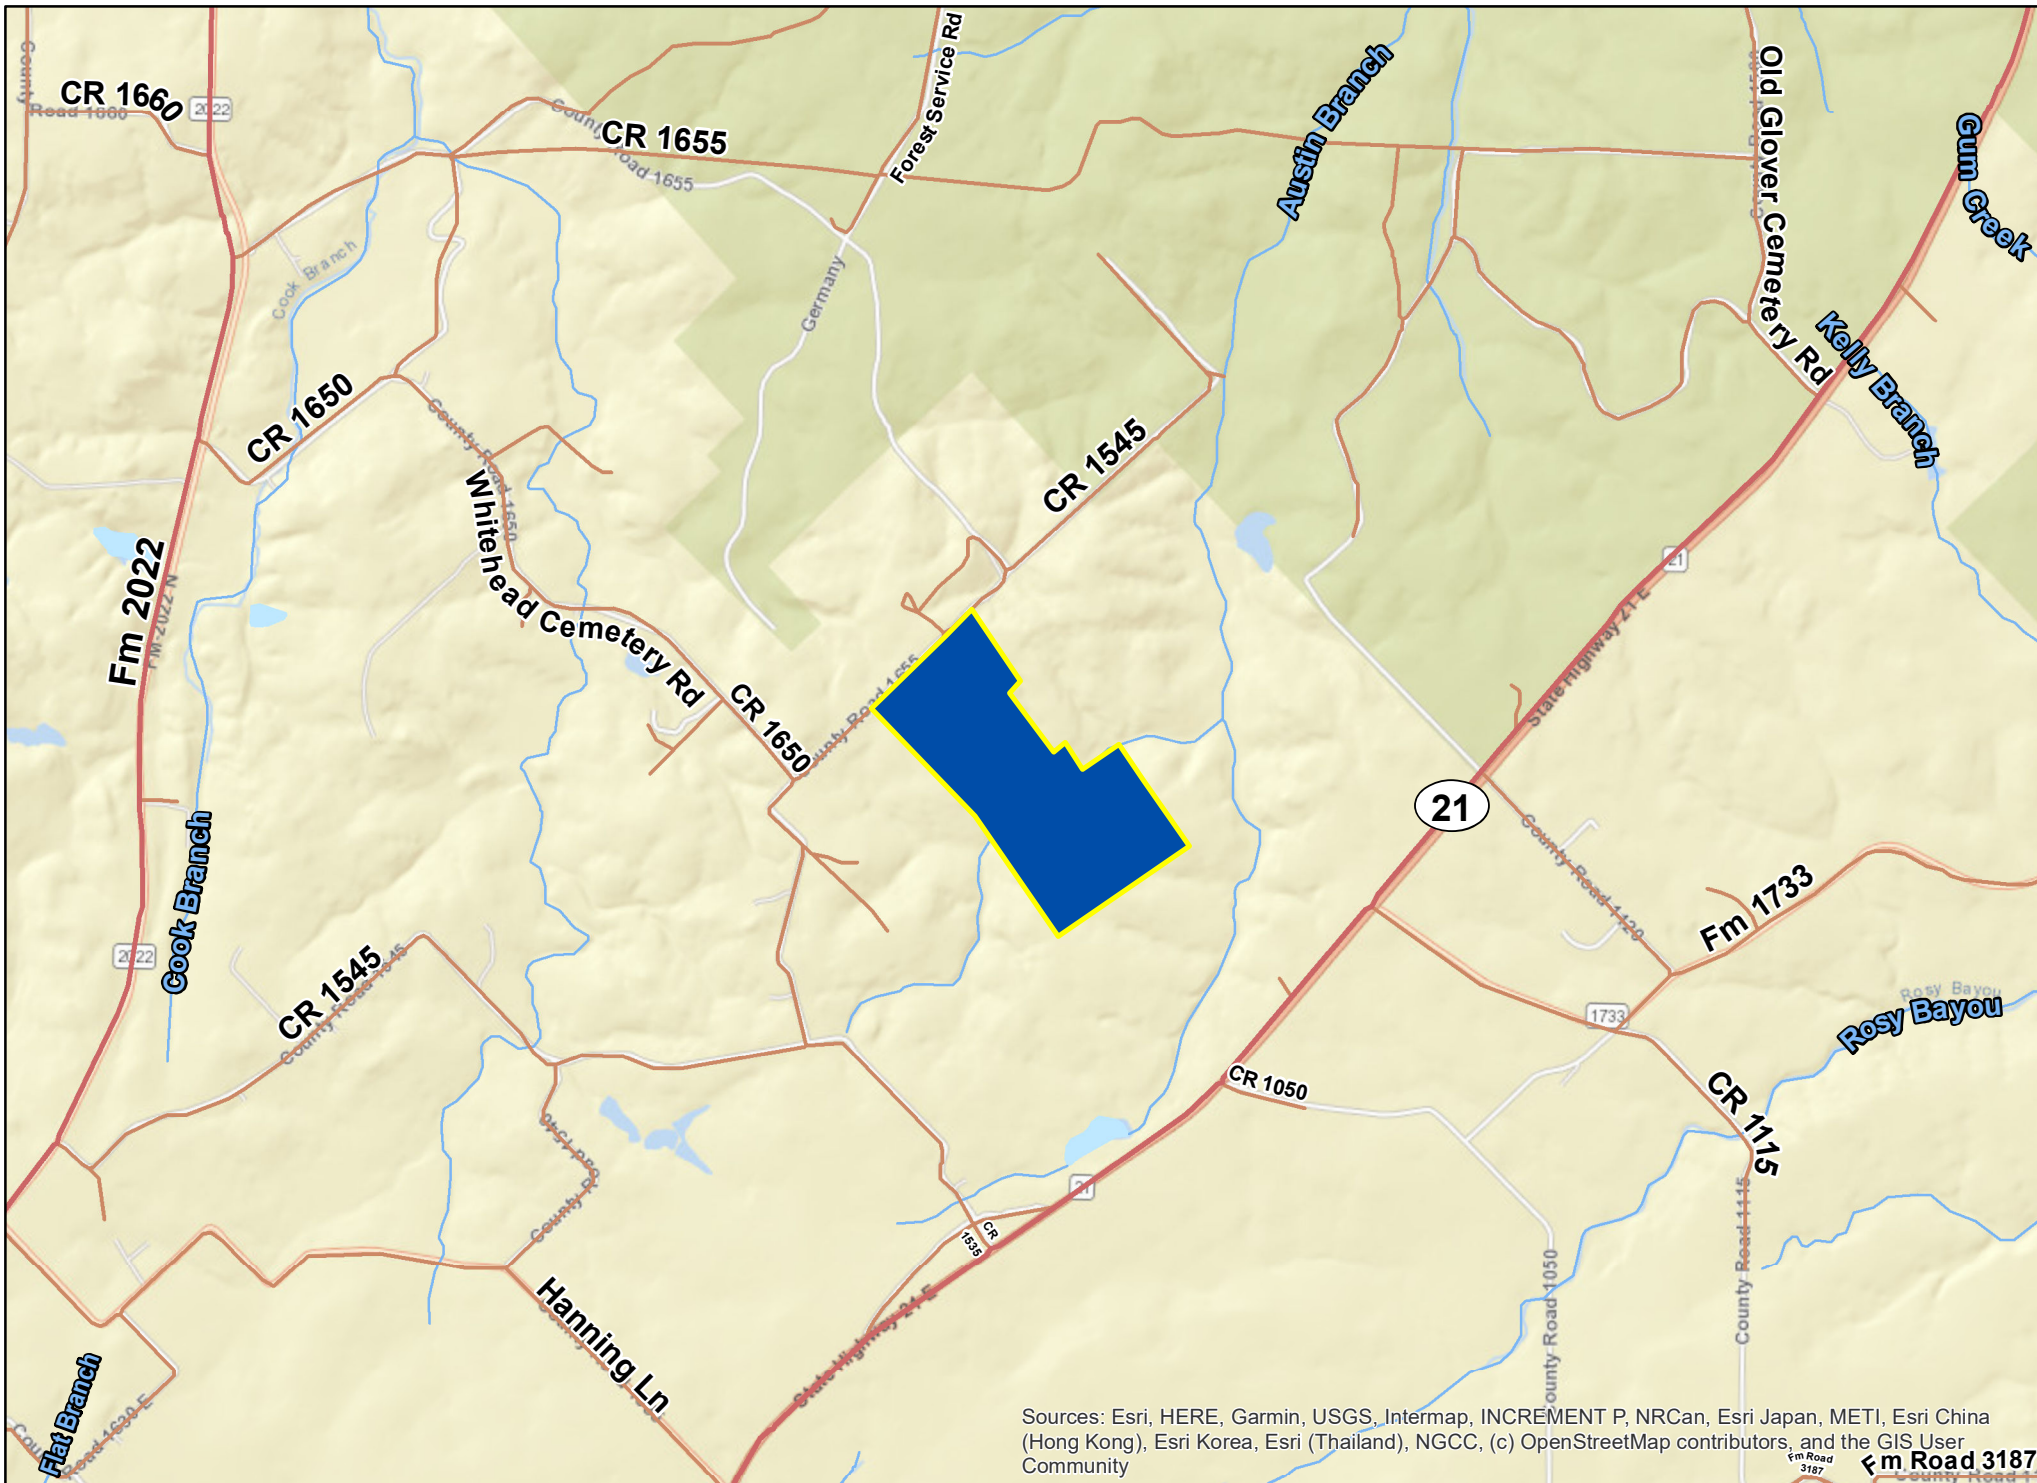 County
Road 1660
CR 1660
2022
County Road 1655
CR 1655
Forest Service Rd
Austin Branch
Old Glover Cemetery Rd
Gum Creek
Cook Branch
Germany
Kelly Branch
CR 1650
County Road 1650
Whitehead Cemetery Rd
CR 1545
Fm 2022
FM-2022 N
21
State Highway 21 E
County Road 1655
CR 1650
21
Cook Branch
County Road 1120
Fm 1733
2022
CR 1545
County Road 1545
1733
Rosy Bayou
Rosy Bayou
CR 1050
CR 1115
County Road 1115
21
CR
1535
State Highway 21 E
Hanning Ln
County Road 1050
Flat Branch
Road 1630 E
Sources: Esri, HERE, Garmin, USGS, Intermap, INCREMENT P, NRCan, Esri Japan, METI, Esri China
(Hong Kong), Esri Korea, Esri (Thailand), NGCC, (c) OpenStreetMap contributors, and the GIS User
Community
Fm Road
3187
Fm Road 3187